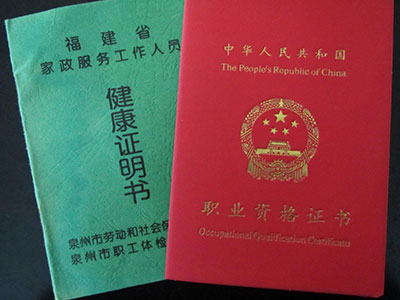 福建省
家政服务工作人员
健康证明书
泉州市劳动和社会保
泉州市职工体检
中华人民共和国
The People's Republic of China
职业资格证书
Occupational Qualification Certificate